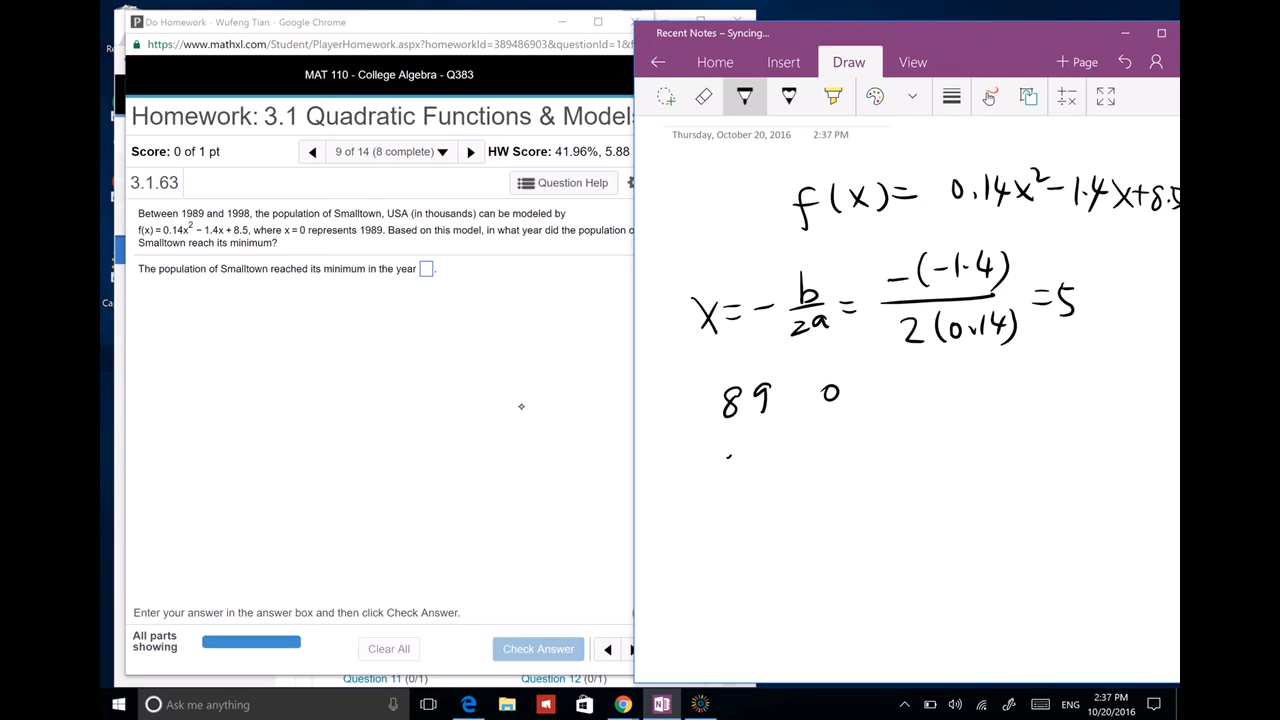 Do Homework - Wufeng Tian - Google Chrome
https://www.mathxl.com/Student/PlayerHomework.aspx?homeworkId=389486903&questionId=1&f
MAT 110 - College Algebra - Q383
Homework: 3.1 Quadratic Functions & Models
Score: 0 of 1 pt
9 of 14 (8 complete)
HW Score: 41.96%, 5.88
3.1.63
Question Help
Between 1989 and 1998, the population of Smalltown, USA (in thousands) can be modeled by
f(x) = 0.14x² − 1.4x + 8.5, where x = 0 represents 1989. Based on this model, in what year did the population o
Smalltown reach its minimum?
The population of Smalltown reached its minimum in the year .
Enter your answer in the answer box and then click Check Answer.
All parts
showing
Clear All
Check Answer
Question 11 (0/1)
Question 12 (0/1)
Recent Notes – Syncing...
Home Insert Draw View
+ Page
Thursday, October 20, 2016 2:37 PM
f(x) = 0.14x² − 1.4x + 8.5
x = − b/2a = −(−1.4)/2(0.14) = 5
89 0
Ask me anything
ENG
2:37 PM
10/20/2016